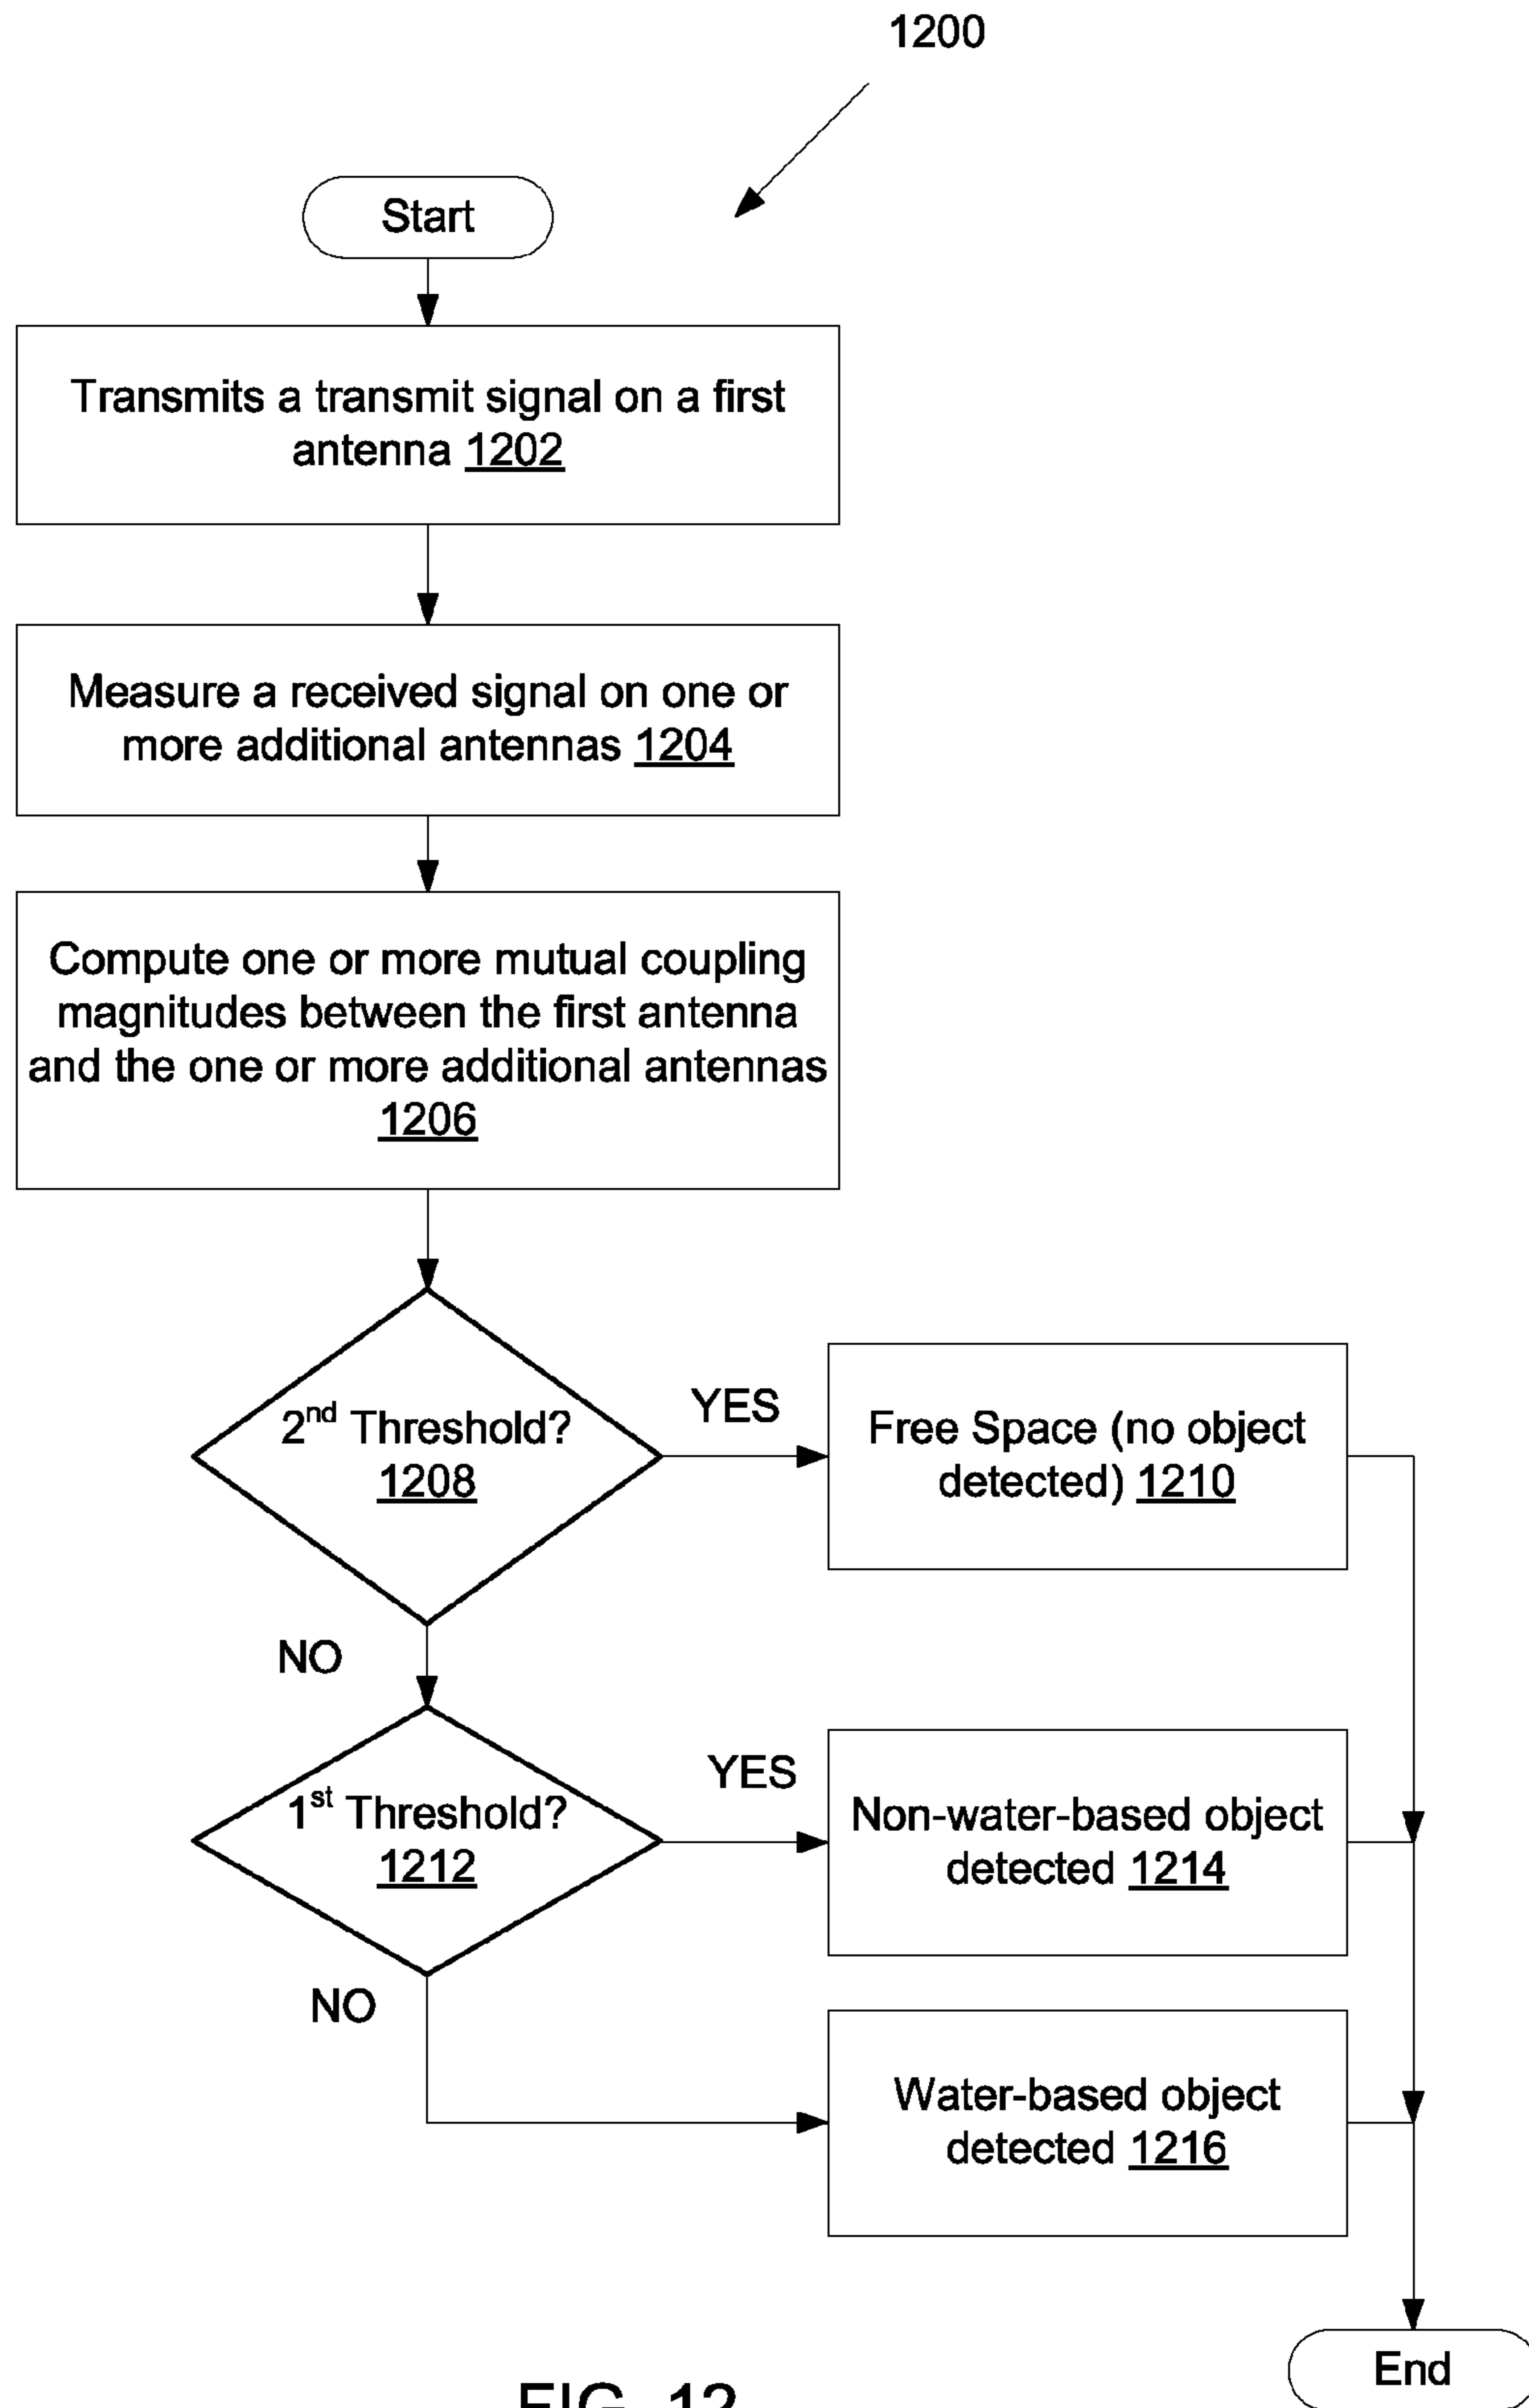 1200
Start
Transmits a transmit signal on a first
antenna 1202
Measure a received signal on one or
more additional antennas 1204
Compute one or more mutual coupling
magnitudes between the first antenna
and the one or more additional antennas
1206
2nd Threshold?
1208
YES
Free Space (no object
detected) 1210
NO
1st Threshold?
1212
YES
Non-water-based object
detected 1214
NO
Water-based object
detected 1216
End
FIG. 12